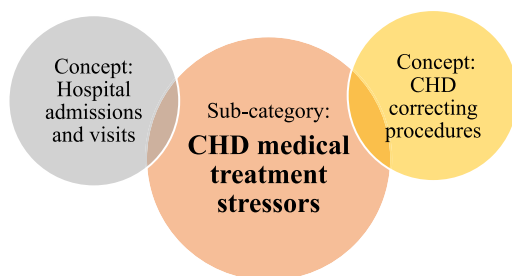 Concept:
Hospital
admissions
and visits
Sub-category:
CHD medical
treatment
stressors
Concept:
CHD
correcting
procedures